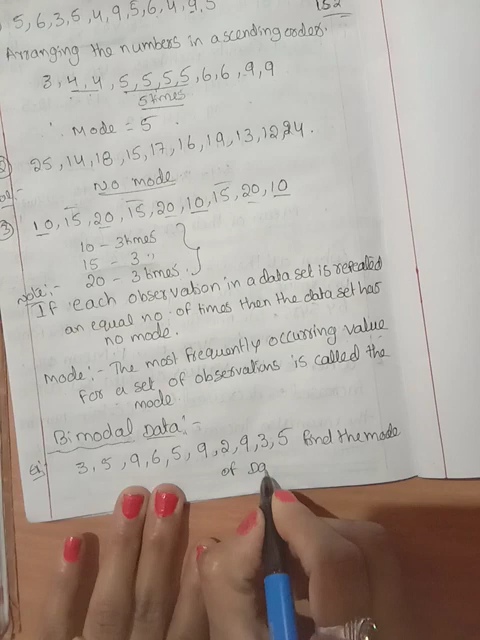 5, 6, 3, 5, 4, 9, 5, 6, 4, 9, 5
Arranging the numbers in ascending order.
3, 4, 4, 5, 5, 5, 5, 6, 6, 9, 9
5 times
∴ Mode = 5
② 25, 14, 18, 15, 17, 16, 19, 13, 12, 24.
No mode
③ 10, 15, 20, 15, 20, 10, 15, 20, 10
10 - 3 times
15 - 3 "
20 - 3 times
Note:- If each observation in a data set is repeated
an equal no. of times then the data set has
no mode.
Mode:- The most frequently occurring value
for a set of observations is called the
mode.
Bimodal Data:-
3, 5, 9, 6, 5, 9, 2, 9, 3, 5 find the mode
of Da